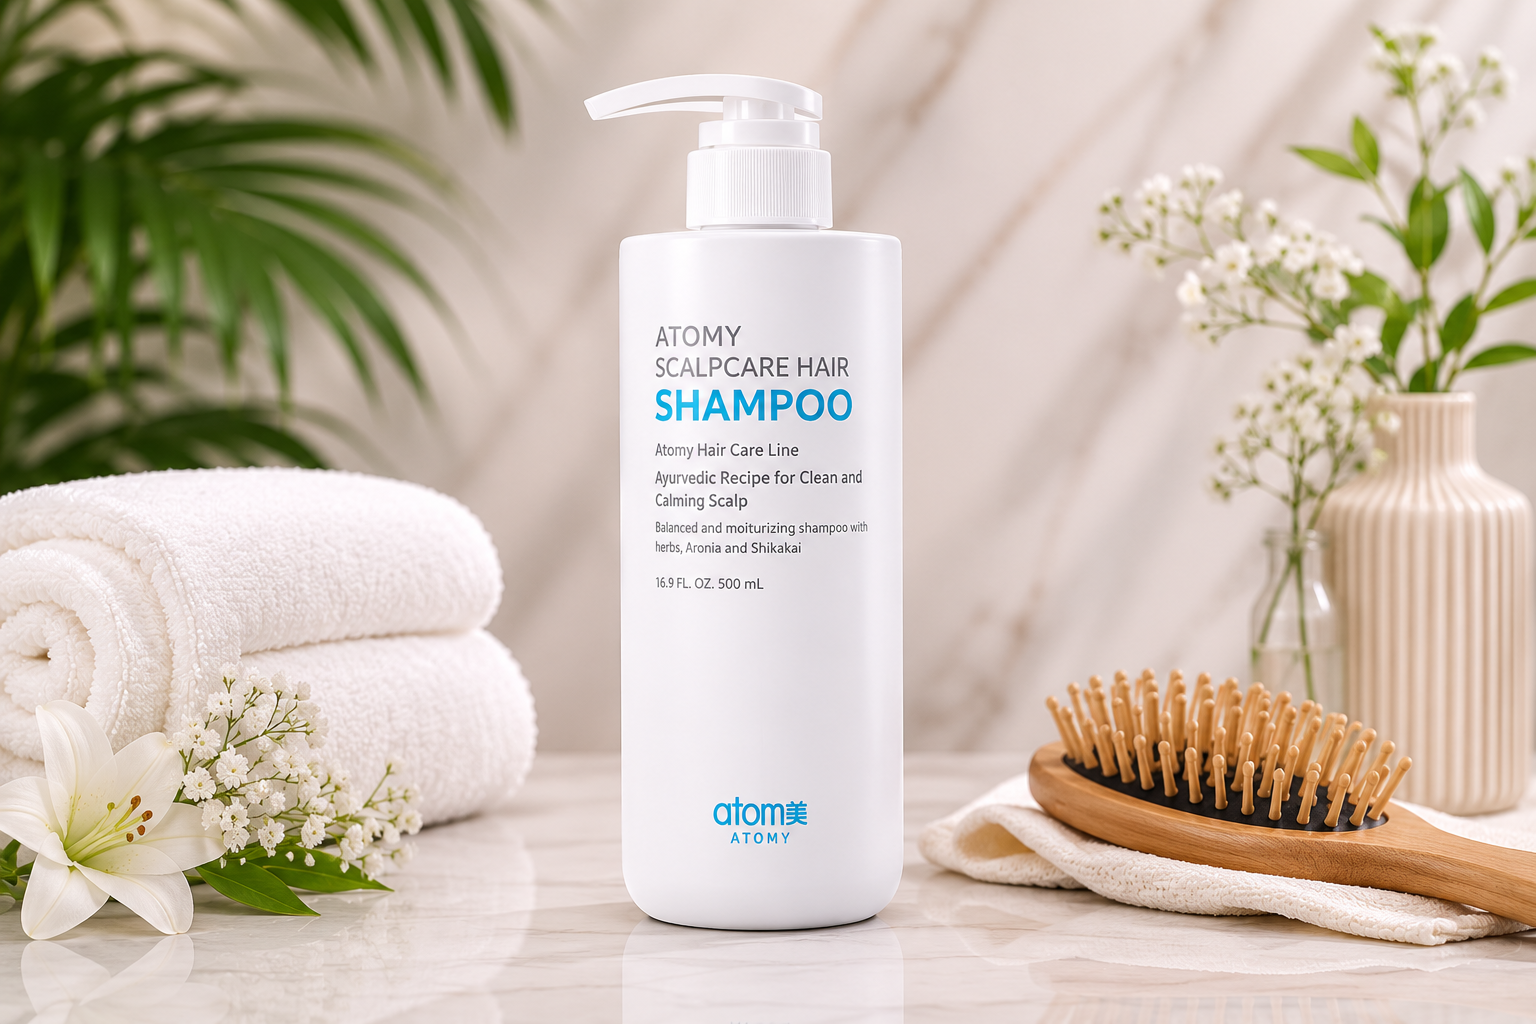 ATOMY
SCALPCARE HAIR
SHAMPOO
Atomy Hair Care Line
Ayurvedic Recipe for Clean and
Calming Scalp
Balanced and moiturizing shampoo with
herbs, Aronia and Shikakai
16.9 FL. OZ. 500 mL
atom美
ATOMY